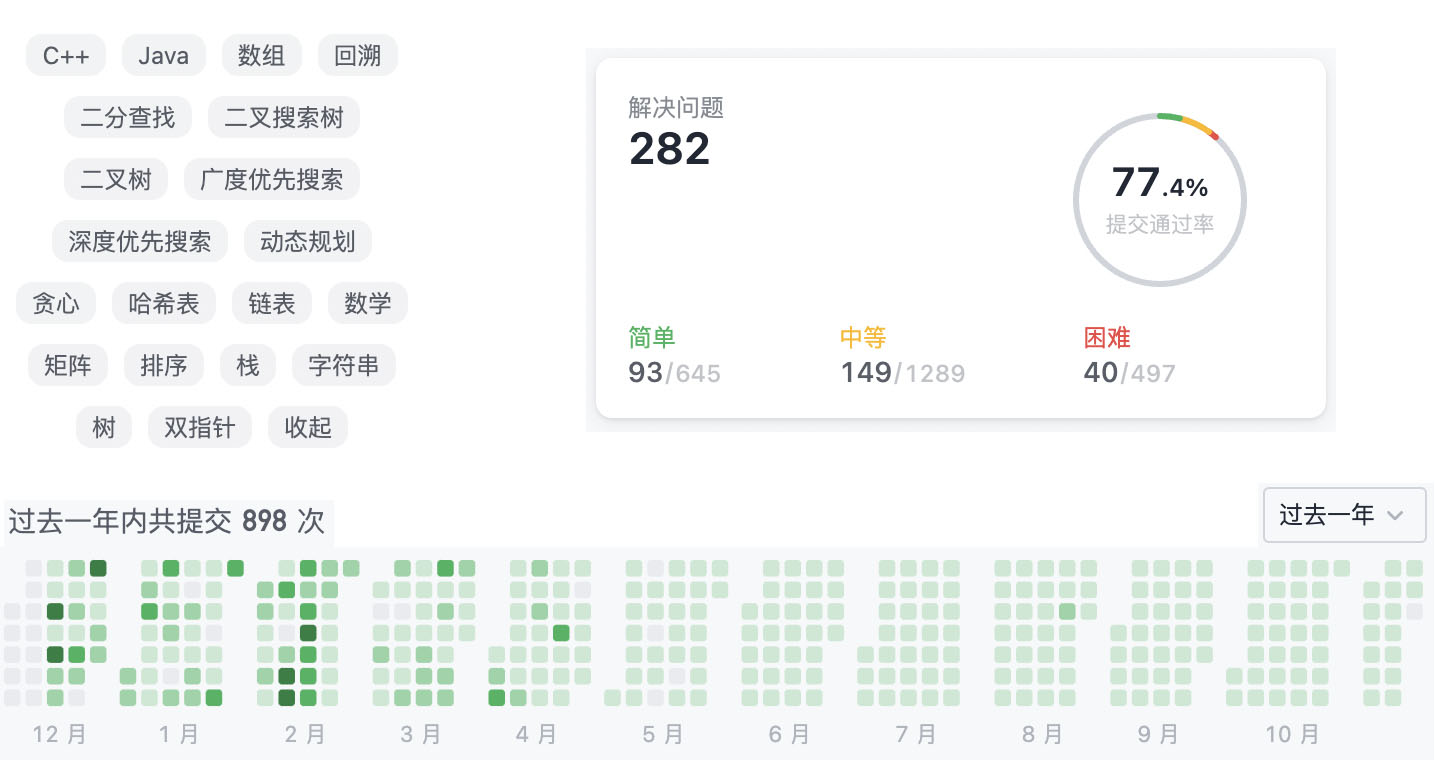 C++ Java 数组 回溯
二分查找 二叉搜索树
二叉树 广度优先搜索
深度优先搜索 动态规划
贪心 哈希表 链表 数学
矩阵 排序 栈 字符串
树 双指针 收起
解决问题
282
77.4%
提交通过率
简单 中等 困难
93/645 149/1289 40/497
过去一年内共提交 898 次
过去一年
12 月 1 月 2 月 3 月 4 月 5 月 6 月 7 月 8 月 9 月 10 月